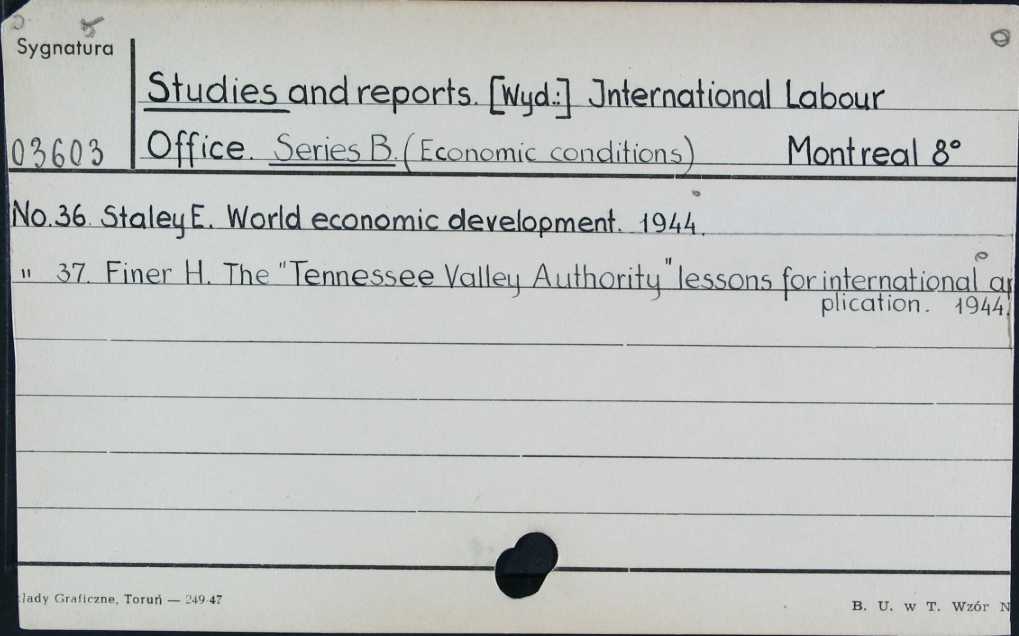 Sygnatura
Studies and reports. [Wyd.:] International Labour
03603 Office. Series B. (Economic conditions) Montreal 8°
No. 36. Staley E. World economic development. 1944.
" 37. Finer H. The "Tennessee Valley Authority" lessons for international ap
plication. 1944.
lady Graficzne, Toruń — 249-47
B. U. w T. Wzór N